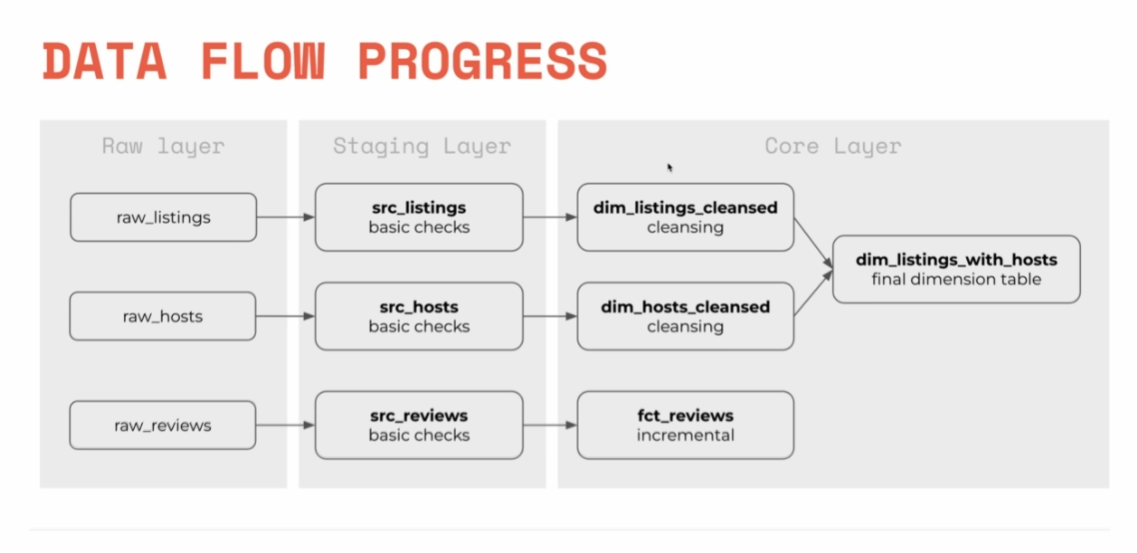 DATA FLOW PROGRESS
Raw layer
Staging Layer
Core Layer
raw_listings
src_listings
basic checks
dim_listings_cleansed
cleansing
dim_listings_with_hosts
final dimension table
raw_hosts
src_hosts
basic checks
dim_hosts_cleansed
cleansing
raw_reviews
src_reviews
basic checks
fct_reviews
incremental